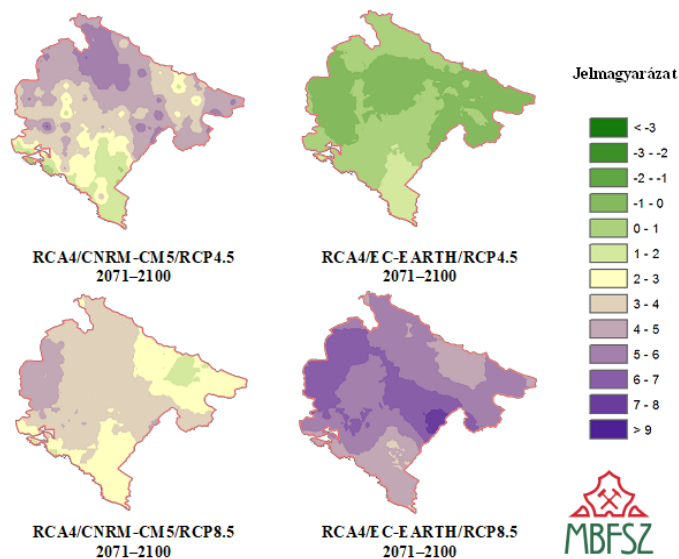 Jelmagyarázat
< -3
-3 - -2
-2 - -1
-1 - 0
0 - 1
1 - 2
2 - 3
3 - 4
4 - 5
5 - 6
6 - 7
7 - 8
> 9
RCA4/CNRM-CM5/RCP4.5
2071–2100
RCA4/EC-EARTH/RCP4.5
2071–2100
RCA4/CNRM-CM5/RCP8.5
2071–2100
RCA4/EC-EARTH/RCP8.5
2071–2100
MBFSZ